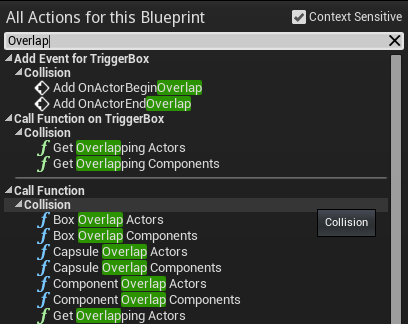 All Actions for this Blueprint
Context Sensitive
Overlap
Add Event for TriggerBox
Collision
Add OnActorBeginOverlap
Add OnActorEndOverlap
Call Function on TriggerBox
Collision
Get Overlapping Actors
Get Overlapping Components
Call Function
Collision
Box Overlap Actors
Collision
Box Overlap Components
Capsule Overlap Actors
Capsule Overlap Components
Component Overlap Actors
Component Overlap Components
Get Overlapping Actors